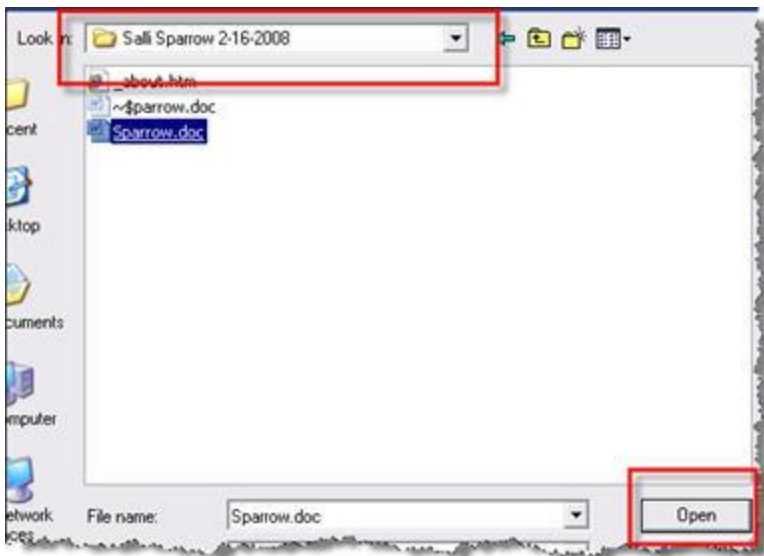 Look in: Salli Sparrow 2-16-2008
_about.htm
~$parrow.doc
Sparrow.doc
cent
sktop
cuments
mputer
etwork
File name: Sparrow.doc Open